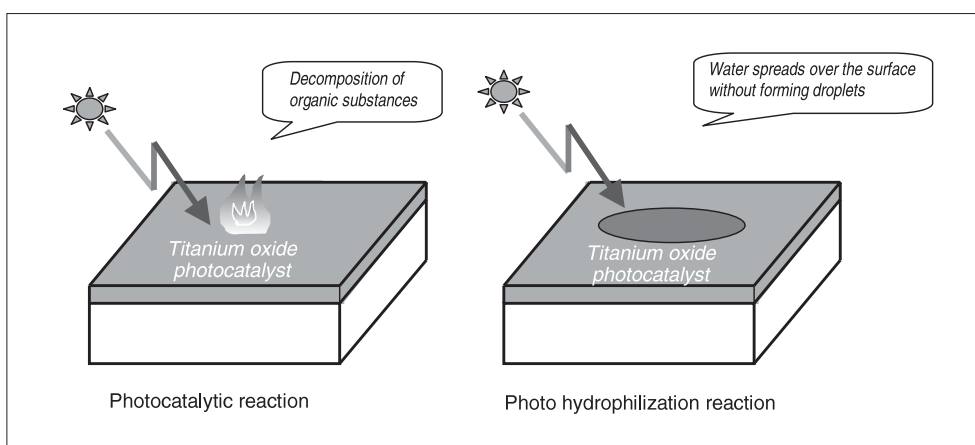 Decomposition of
organic substances
Titanium oxide
photocatalyst
Photocatalytic reaction
Water spreads over the surface
without forming droplets
Titanium oxide
photocatalyst
Photo hydrophilization reaction